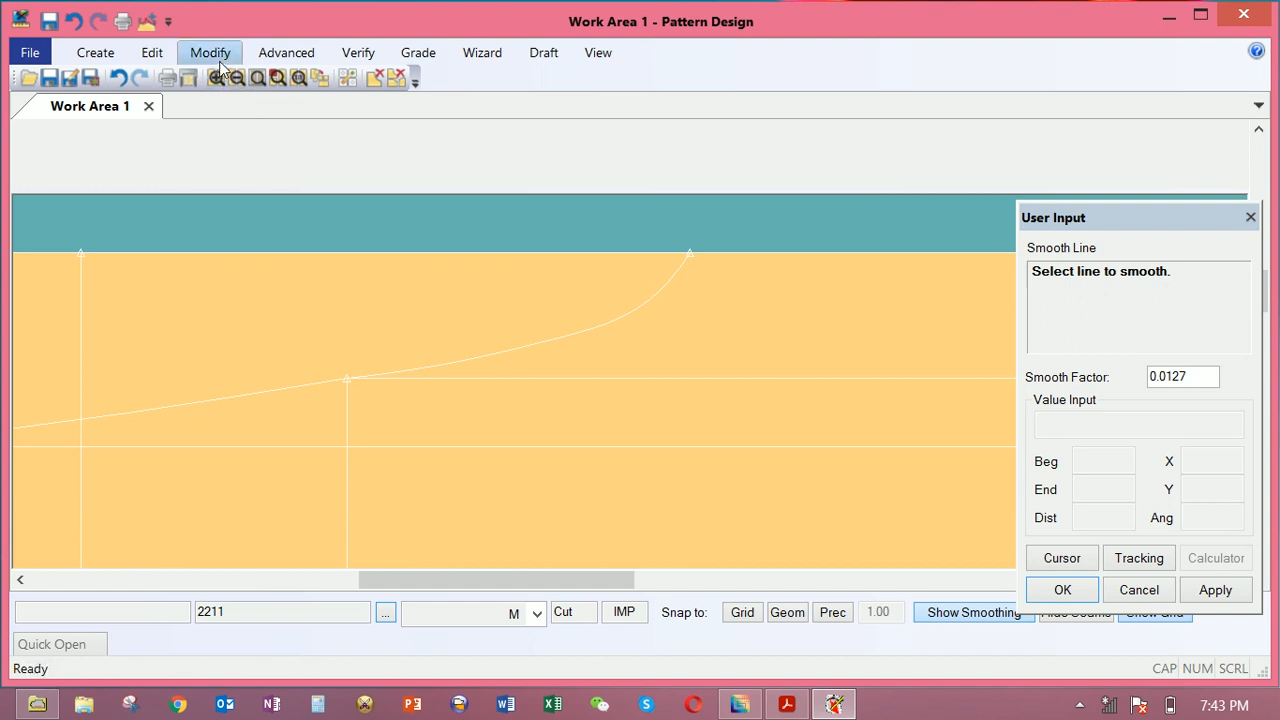 Work Area 1 - Pattern Design
File Create Edit Modify Advanced Verify Grade Wizard Draft View
Work Area 1
User Input
Smooth Line
Select line to smooth.
Smooth Factor: 0.0127
Value Input
Beg X
End Y
Dist Ang
Cursor Tracking Calculator
OK Cancel Apply
2211 ... M Cut IMP Snap to: Grid Geom Prec 1.00 Show Smoothing
Quick Open
Ready CAP NUM SCRL
7:43 PM